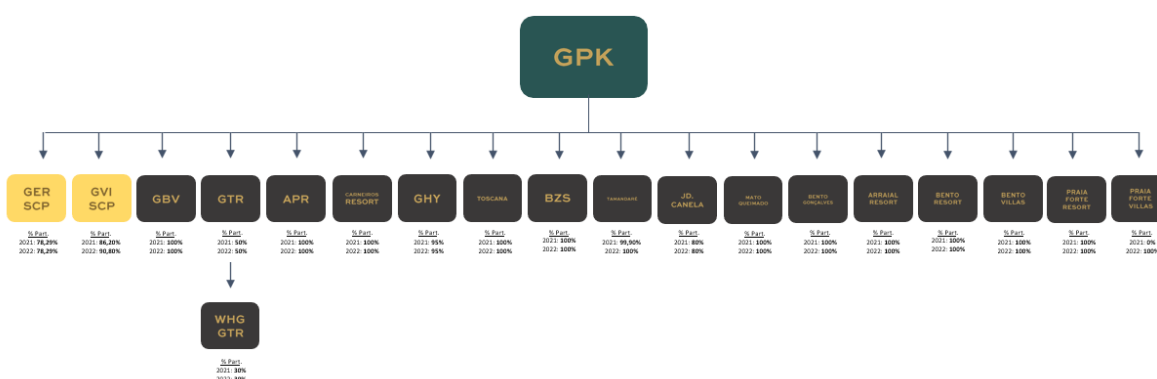 GPK
GER
SCP
% Part.
2021: 78,29%
2022: 78,29%
GVI
SCP
% Part.
2021: 86,20%
2022: 90,80%
GBV
% Part.
2021: 100%
2022: 100%
GTR
% Part.
2021: 50%
2022: 50%
APR
% Part.
2021: 100%
2022: 100%
CARNEIROS
RESORT
% Part.
2021: 100%
2022: 100%
GHY
% Part.
2021: 95%
2022: 95%
TOSCANA
% Part.
2021: 100%
2022: 100%
BZS
% Part.
2021: 100%
2022: 100%
TAMANDARÉ
% Part.
2021: 99,90%
2022: 100%
JD.
CANELA
% Part.
2021: 80%
2022: 80%
MATO
QUEIMADO
% Part.
2021: 100%
2022: 100%
BENTO
GONÇALVES
% Part.
2021: 100%
2022: 100%
ARRAIAL
RESORT
% Part.
2021: 100%
2022: 100%
BENTO
RESORT
% Part.
2021: 100%
2022: 100%
BENTO
VILLAS
% Part.
2021: 100%
2022: 100%
PRAIA
FORTE
RESORT
% Part.
2021: 100%
2022: 100%
PRAIA
FORTE
VILLAS
% Part.
2021: 0%
2022: 100%
WHG
GTR
% Part.
2021: 30%
2022: 30%